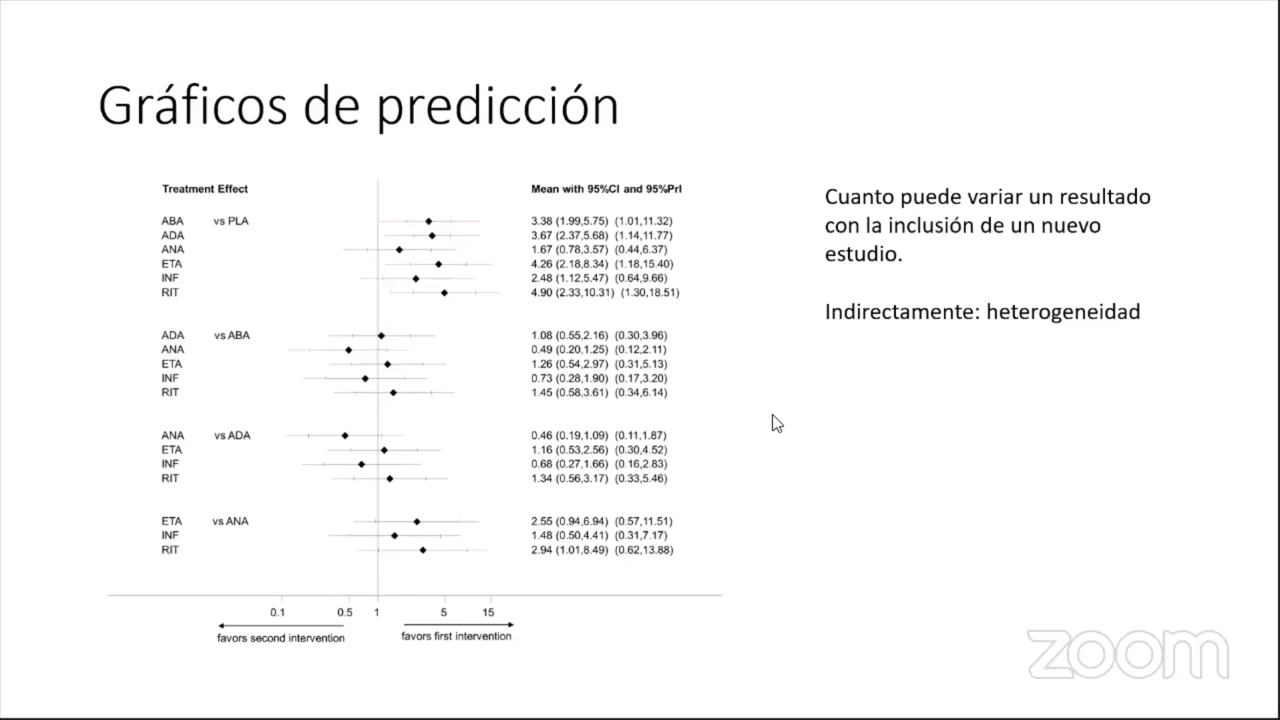 Gráficos de predicción
Treatment Effect Mean with 95%CI and 95%PrI
ABA vs PLA 3.38 (1.99,5.75) (1.01,11.32)
ADA 3.67 (2.37,5.68) (1.14,11.77)
ANA 1.67 (0.78,3.57) (0.44,6.37)
ETA 4.26 (2.18,8.34) (1.18,15.40)
INF 2.48 (1.12,5.47) (0.64,9.66)
RIT 4.90 (2.33,10.31) (1.30,18.51)
ADA vs ABA 1.08 (0.55,2.16) (0.30,3.96)
ANA 0.49 (0.20,1.25) (0.12,2.11)
ETA 1.26 (0.54,2.97) (0.31,5.13)
INF 0.73 (0.28,1.90) (0.17,3.20)
RIT 1.45 (0.58,3.61) (0.34,6.14)
ANA vs ADA 0.46 (0.19,1.09) (0.11,1.87)
ETA 1.16 (0.53,2.56) (0.30,4.52)
INF 0.68 (0.27,1.66) (0.16,2.83)
RIT 1.34 (0.56,3.17) (0.33,5.46)
ETA vs ANA 2.55 (0.94,6.94) (0.57,11.51)
INF 1.48 (0.50,4.41) (0.31,7.17)
RIT 2.94 (1.01,8.49) (0.62,13.88)
0.1 0.5 1 5 15
favors second intervention favors first intervention
Cuanto puede variar un resultado
con la inclusión de un nuevo
estudio.
Indirectamente: heterogeneidad
zoom